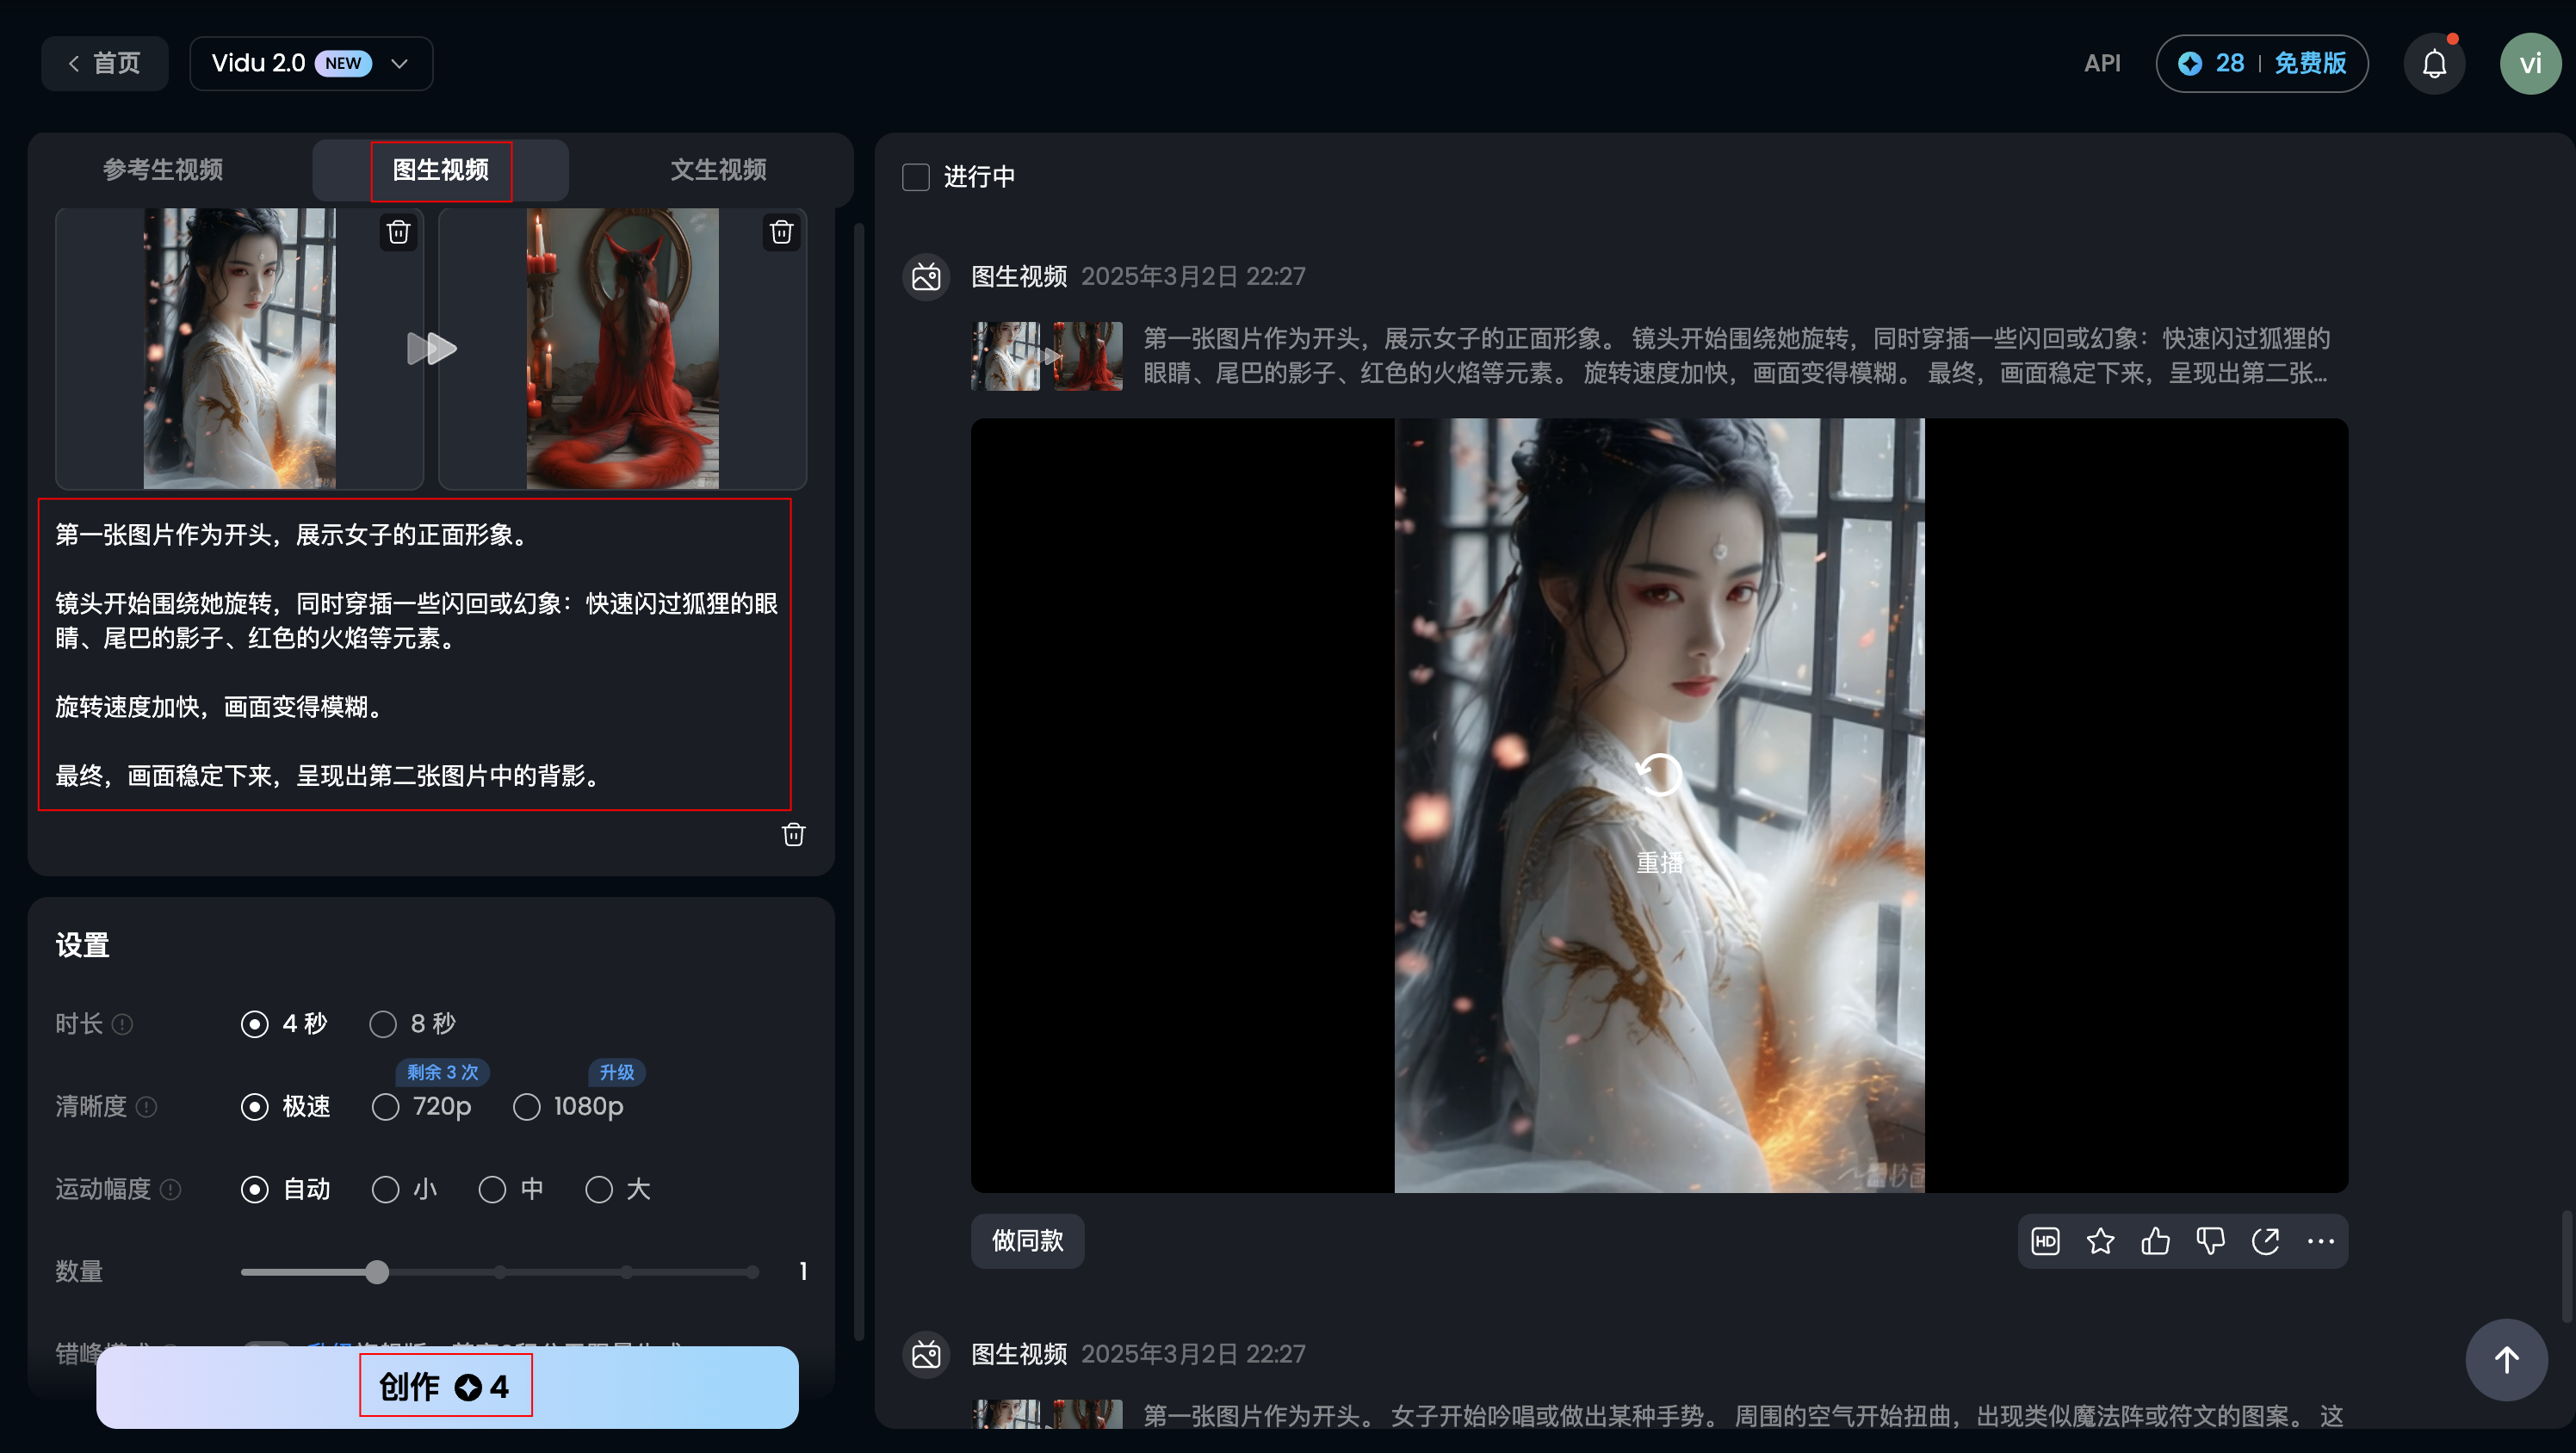 首页
Vidu 2.0 NEW
API
28 | 免费版
vi
参考生视频
图生视频
文生视频
第一张图片作为开头，展示女子的正面形象。
镜头开始围绕她旋转，同时穿插一些闪回或幻象：快速闪过狐狸的眼
睛、尾巴的影子、红色的火焰等元素。
旋转速度加快，画面变得模糊。
最终，画面稳定下来，呈现出第二张图片中的背影。
设置
时长
4 秒
8 秒
剩余 3 次
升级
清晰度
极速
720p
1080p
运动幅度
自动
小
中
大
数量
1
错峰
创作 4
进行中
图生视频 2025年3月2日 22:27
第一张图片作为开头，展示女子的正面形象。 镜头开始围绕她旋转，同时穿插一些闪回或幻象：快速闪过狐狸的
眼睛、尾巴的影子、红色的火焰等元素。 旋转速度加快，画面变得模糊。 最终，画面稳定下来，呈现出第二张...
重播
做同款
HD
图生视频 2025年3月2日 22:27
第一张图片作为开头。 女子开始吟唱或做出某种手势。 周围的空气开始扭曲，出现类似魔法阵或符文的图案。 这